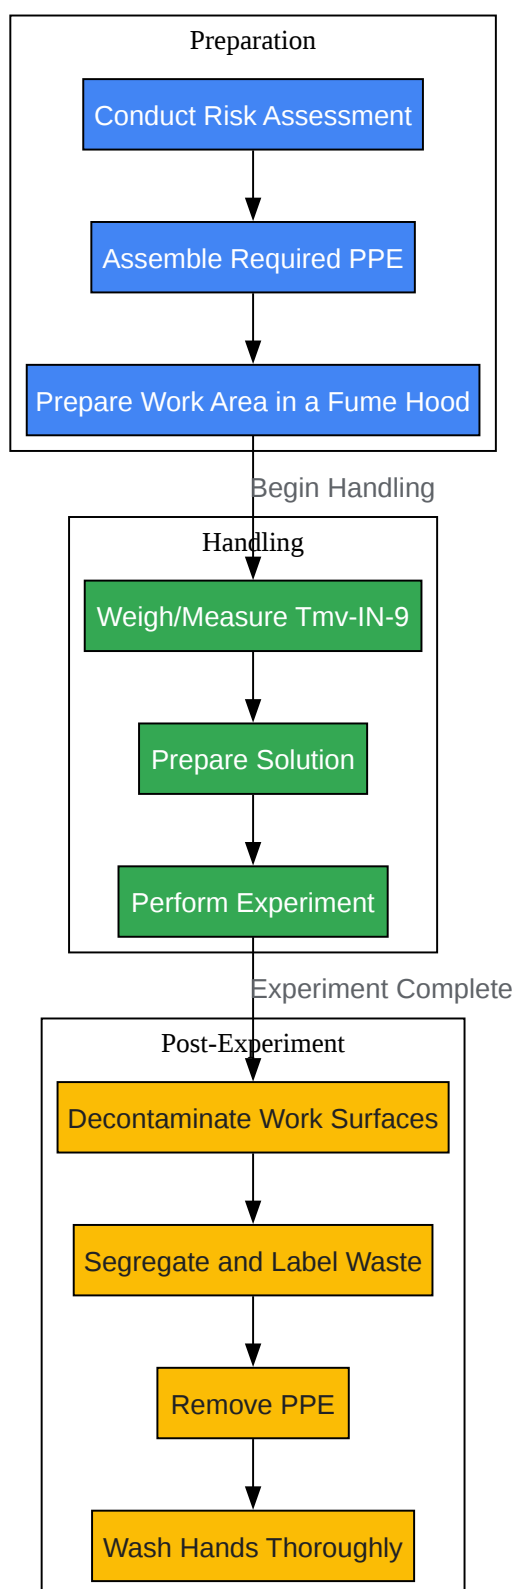 Preparation
Conduct Risk Assessment
Assemble Required PPE
Prepare Work Area in a Fume Hood
Begin Handling
Handling
Weigh/Measure Tmv-IN-9
Prepare Solution
Perform Experiment
Experiment Complete
Post-Experiment
Decontaminate Work Surfaces
Segregate and Label Waste
Remove PPE
Wash Hands Thoroughly